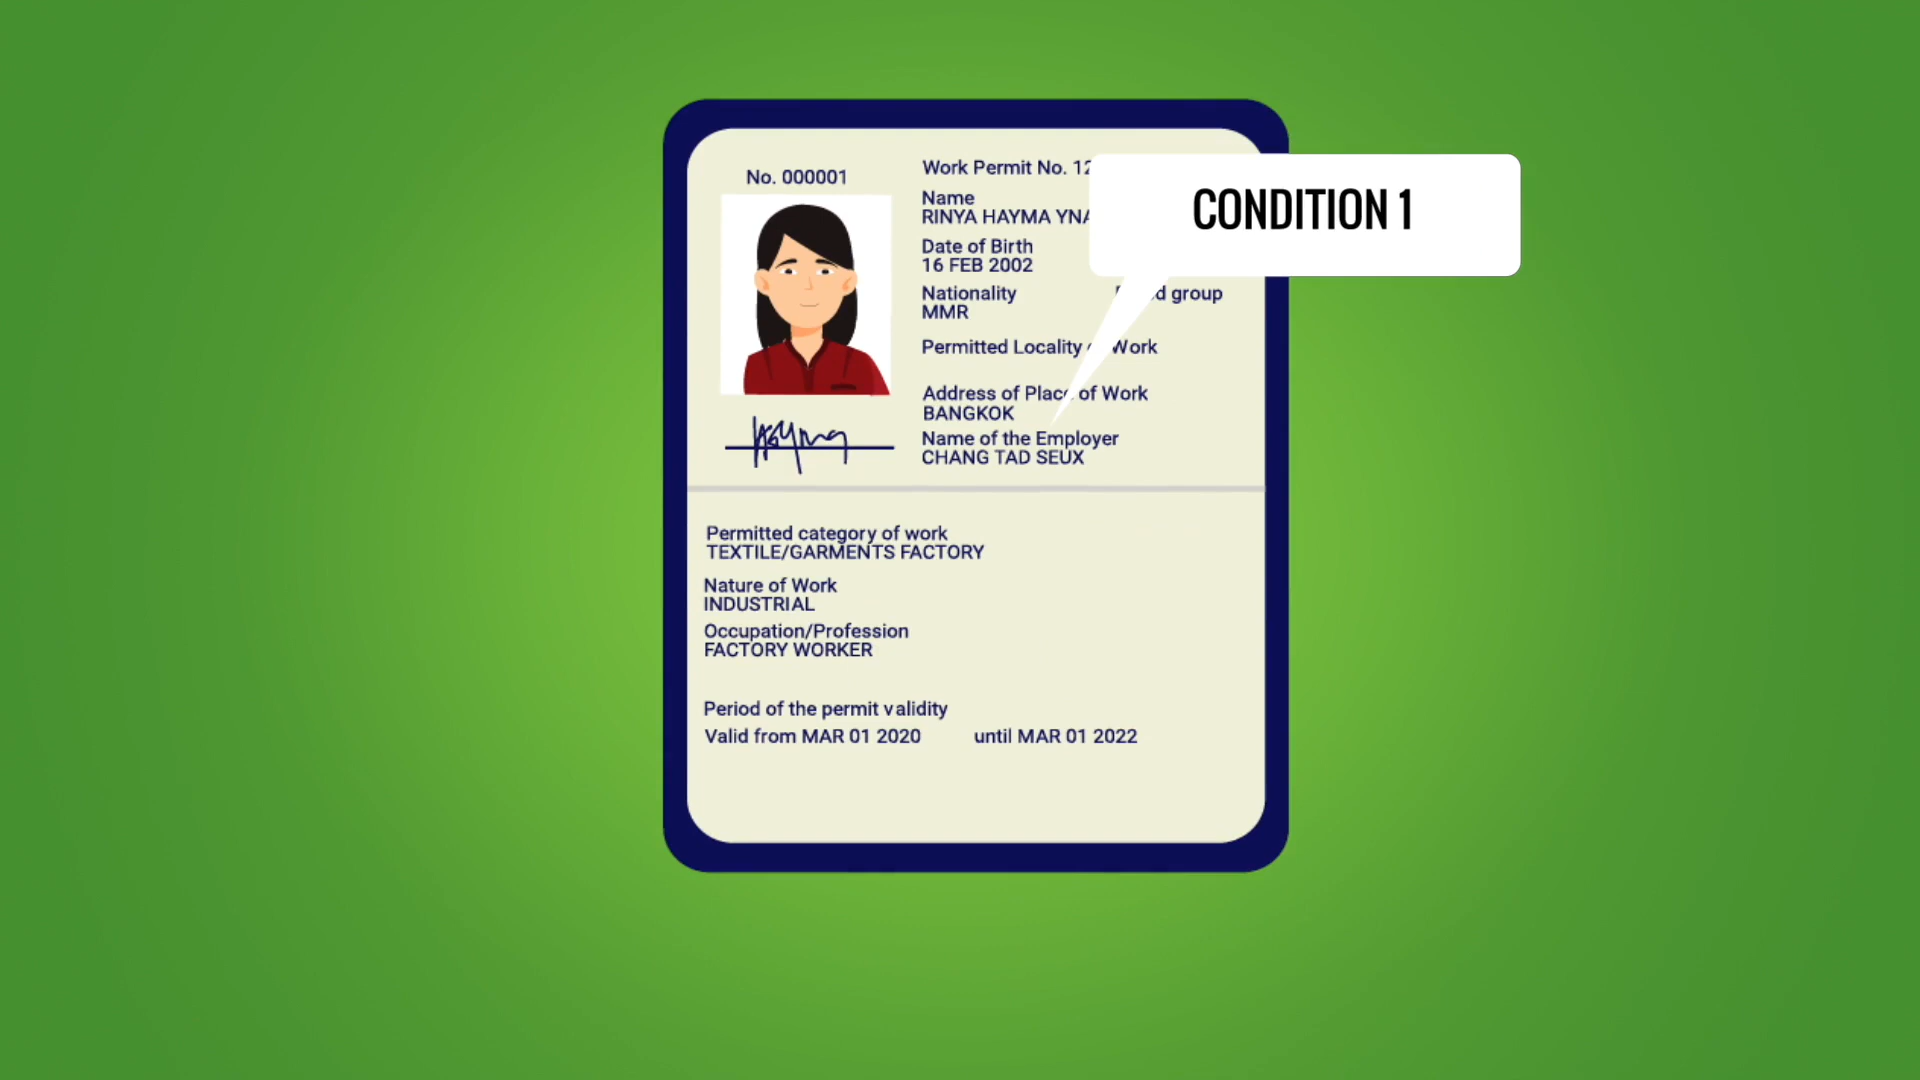 No. 000001
Work Permit No. 12
Name
RINYA HAYMA
Date of Birth
16 FEB 2002
Nationality
group
MMR
Permitted Locality Work
Address of Place of Work
BANGKOK
Name of the Employer
CHANG TAD SEUX
CONDITION 1
Permitted category of work
TEXTILE/GARMENTS FACTORY
Nature of Work
INDUSTRIAL
Occupation/Profession
FACTORY WORKER
Period of the permit validity
Valid from MAR 01 2020 until MAR 01 2022